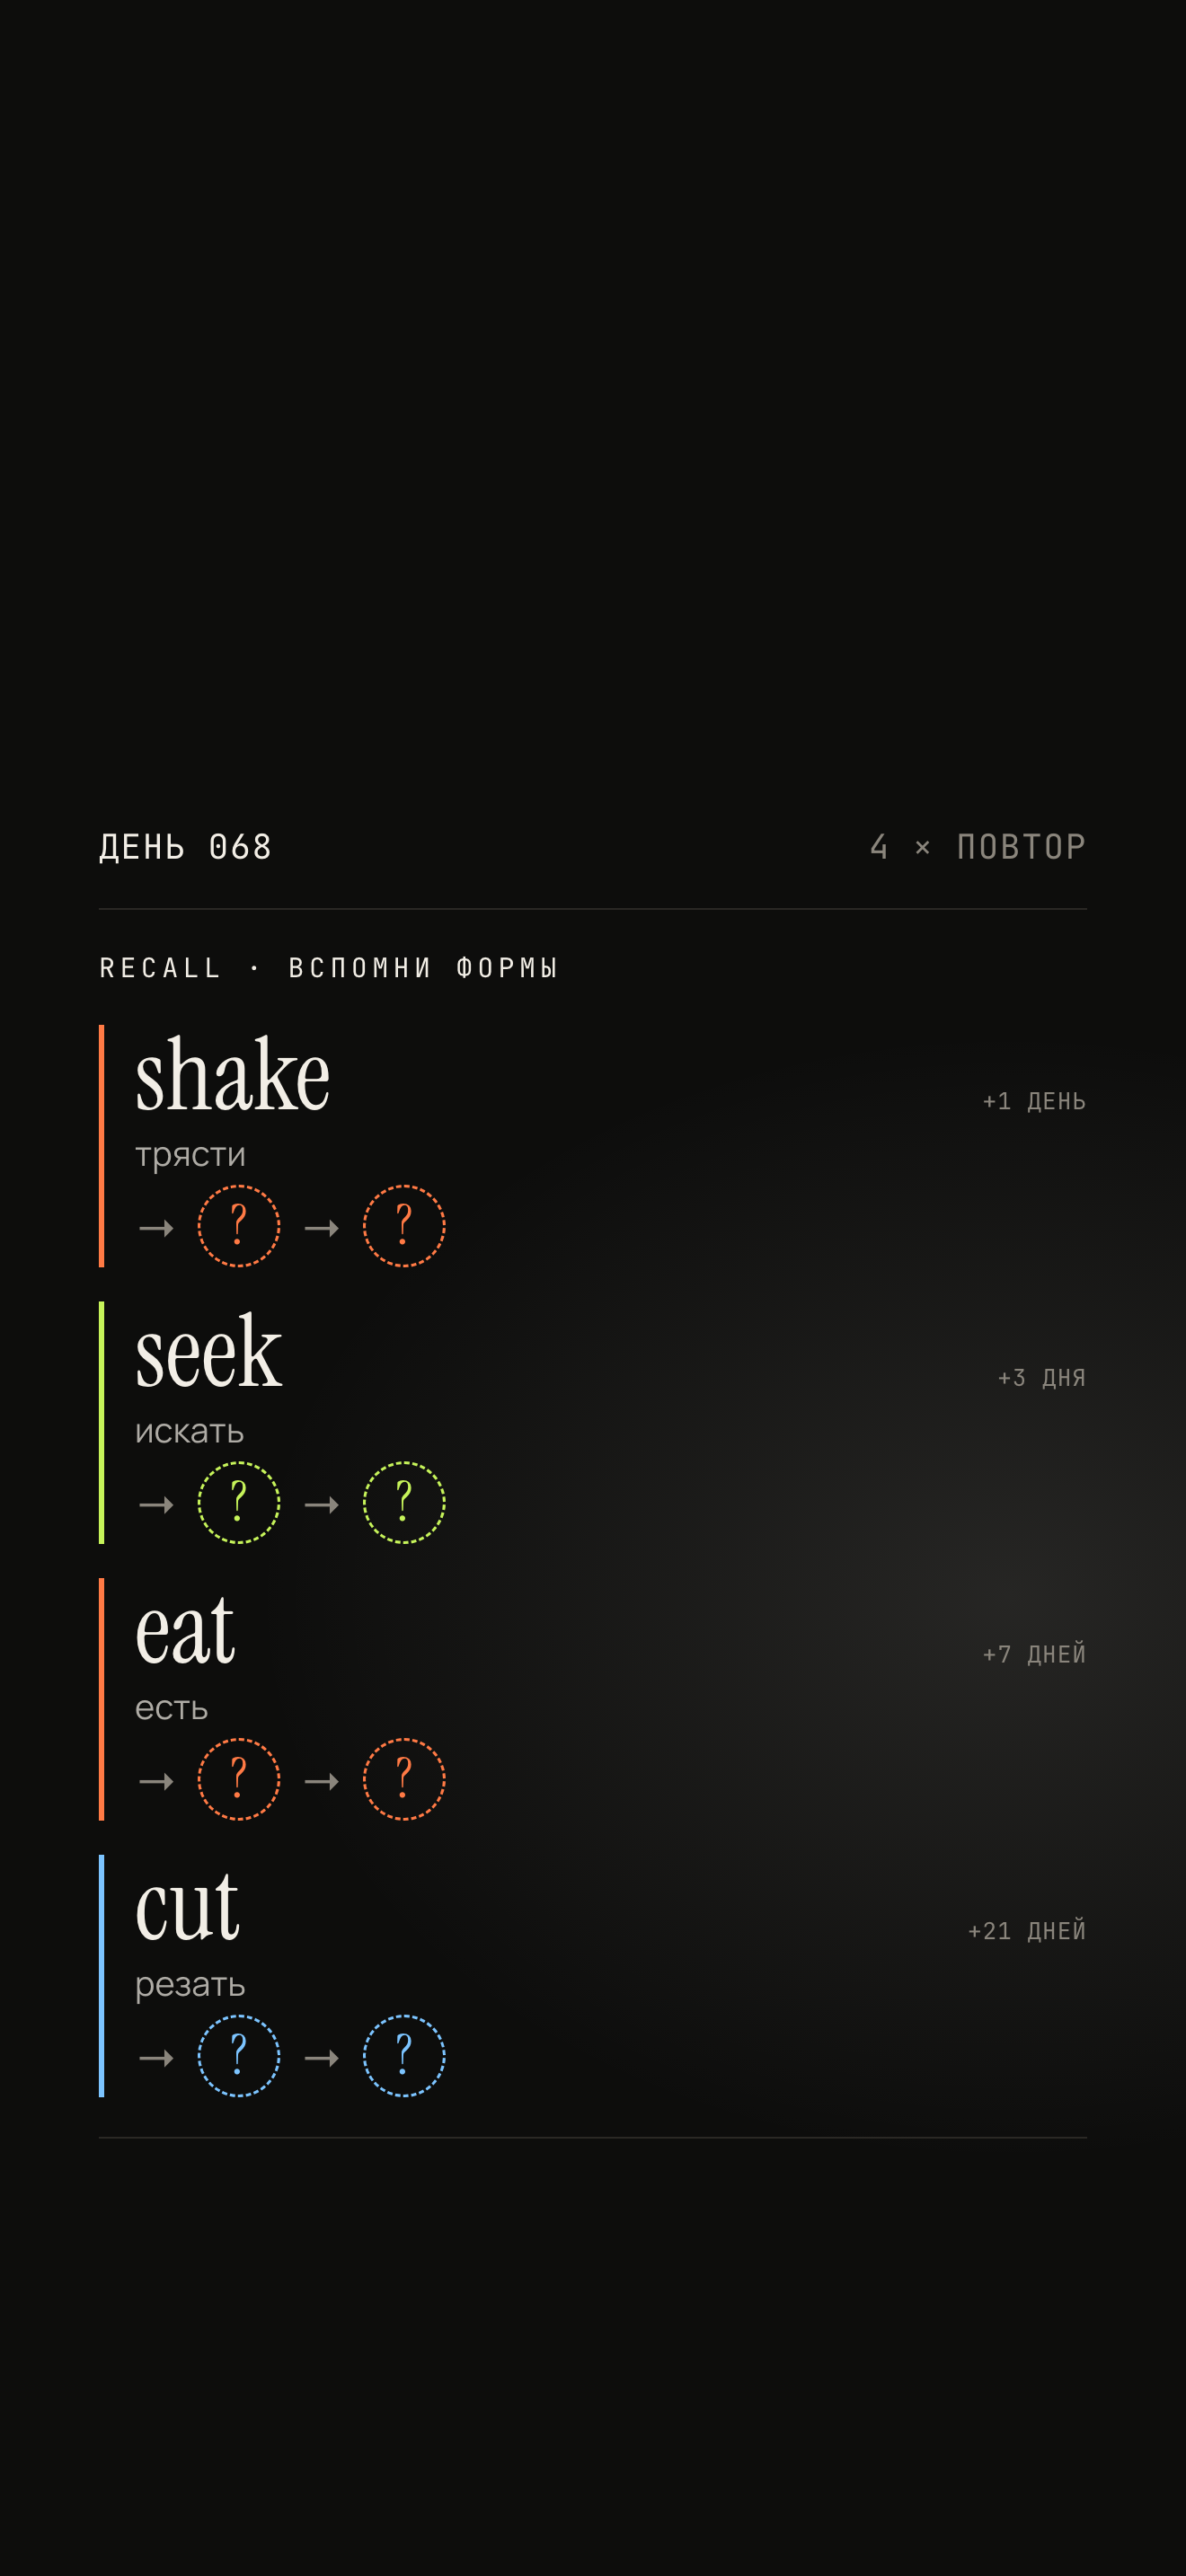 ДЕНЬ 068 4 × ПОВТОР
RECALL · ВСПОМНИ ФОРМЫ
shake
+1 ДЕНЬ
трясти
→ ? → ?
seek
+3 ДНЯ
искать
→ ? → ?
eat
+7 ДНЕЙ
есть
→ ? → ?
cut
+21 ДНЕЙ
резать
→ ? → ?